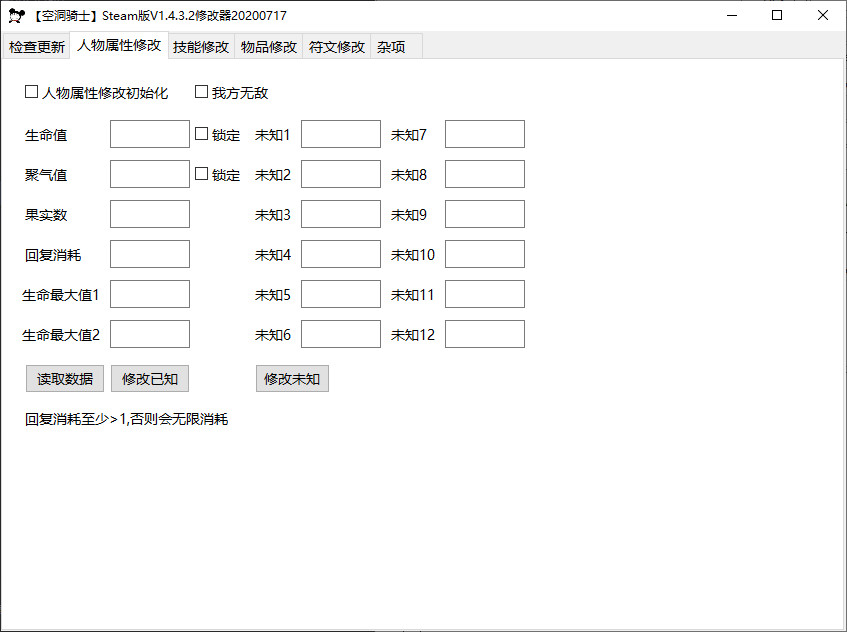 【空洞骑士】Steam版V1.4.3.2修改器20200717
检查更新 人物属性修改 技能修改 物品修改 符文修改 杂项
人物属性修改初始化 我方无敌
生命值 锁定 未知1 未知7
聚气值 锁定 未知2 未知8
果实数 未知3 未知9
回复消耗 未知4 未知10
生命最大值1 未知5 未知11
生命最大值2 未知6 未知12
读取数据 修改已知 修改未知
回复消耗至少>1,否则会无限消耗